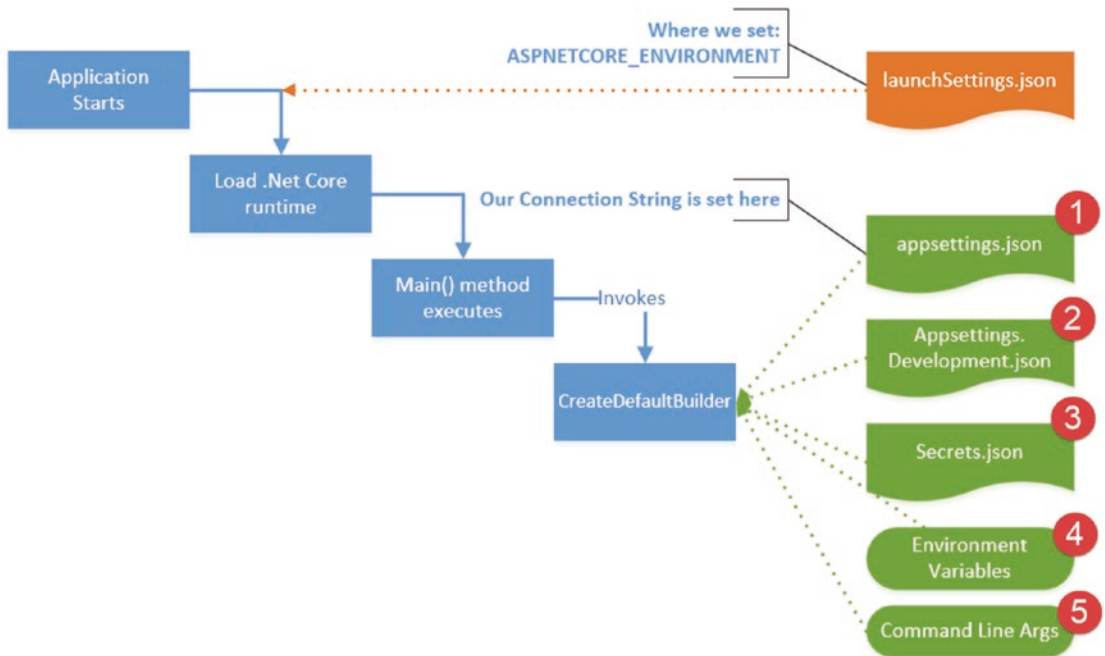 Where we set:
ASPNETCORE_ENVIRONMENT
Application
Starts
launchSettings.json
Load .Net Core
runtime
Our Connection String is set here
1
appsettings.json
Main() method
executes
Invokes
2
Appsettings.
Development.json
CreateDefaultBuilder
3
Secrets.json
4
Environment
Variables
5
Command Line Args